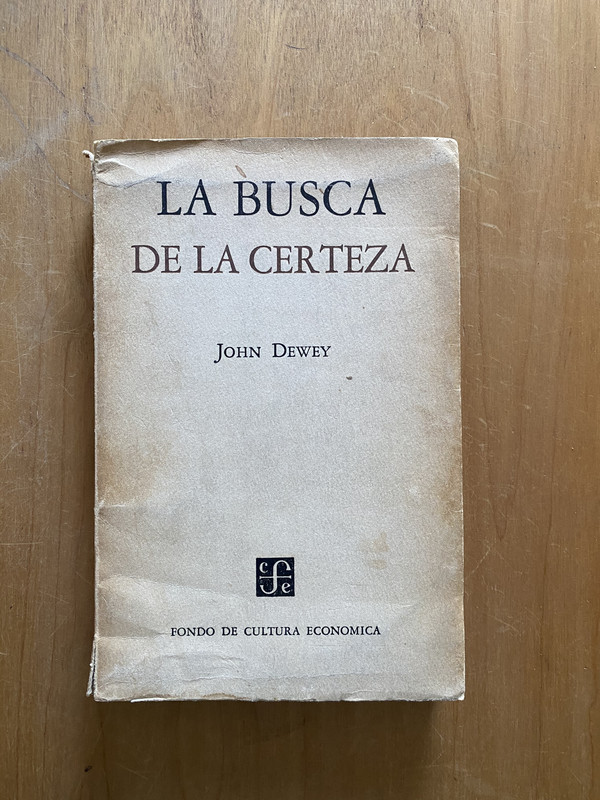 LA BUSCA
DE LA CERTEZA
JOHN DEWEY
c f e
FONDO DE CULTURA ECONOMICA